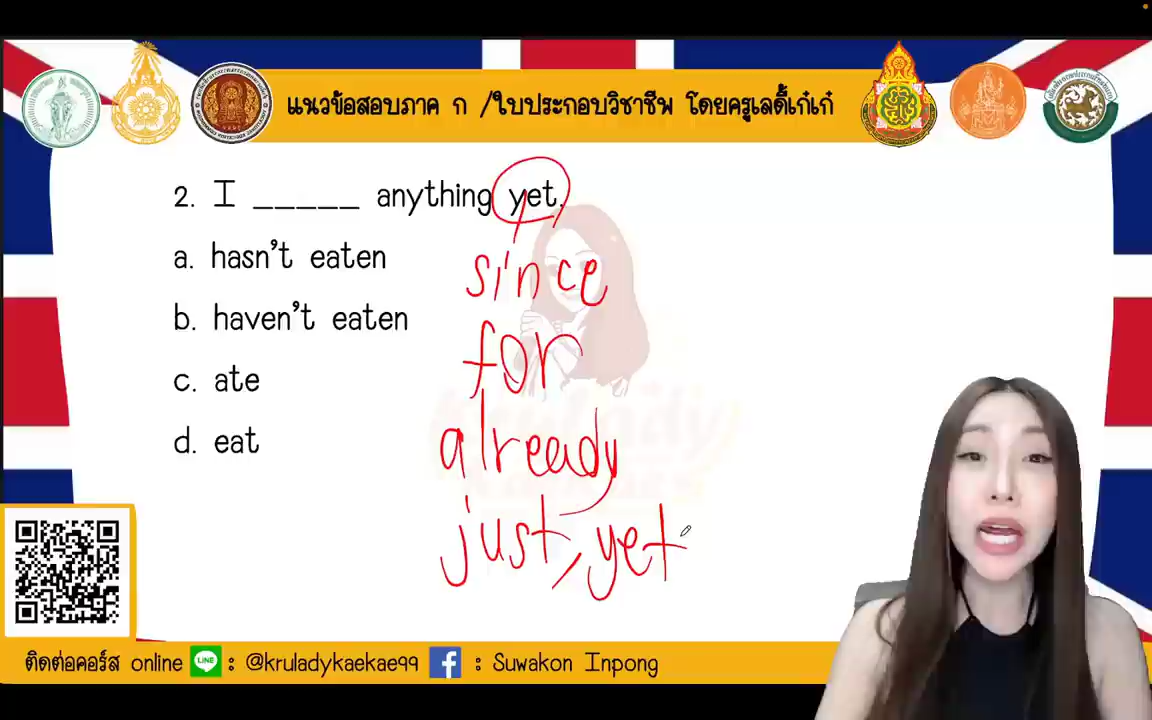 แนวข้อสอบภาค ก /ใบประกอบวิชาชีพ โดยครูเลดี้เก๋เก๋
2. I _____ anything yet.
a. hasn't eaten
b. haven't eaten
c. ate
d. eat
since
for
already
just, yet
ติดต่อคอร์ส online LINE : @kruladykaekae99 f : Suwakon Inpong